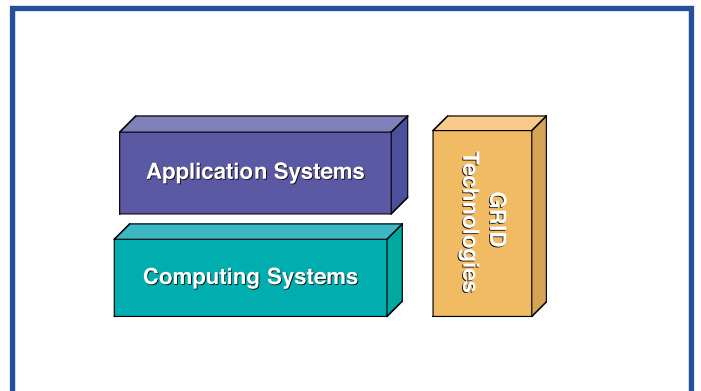 Application Systems
Computing Systems
GRID
Technologies